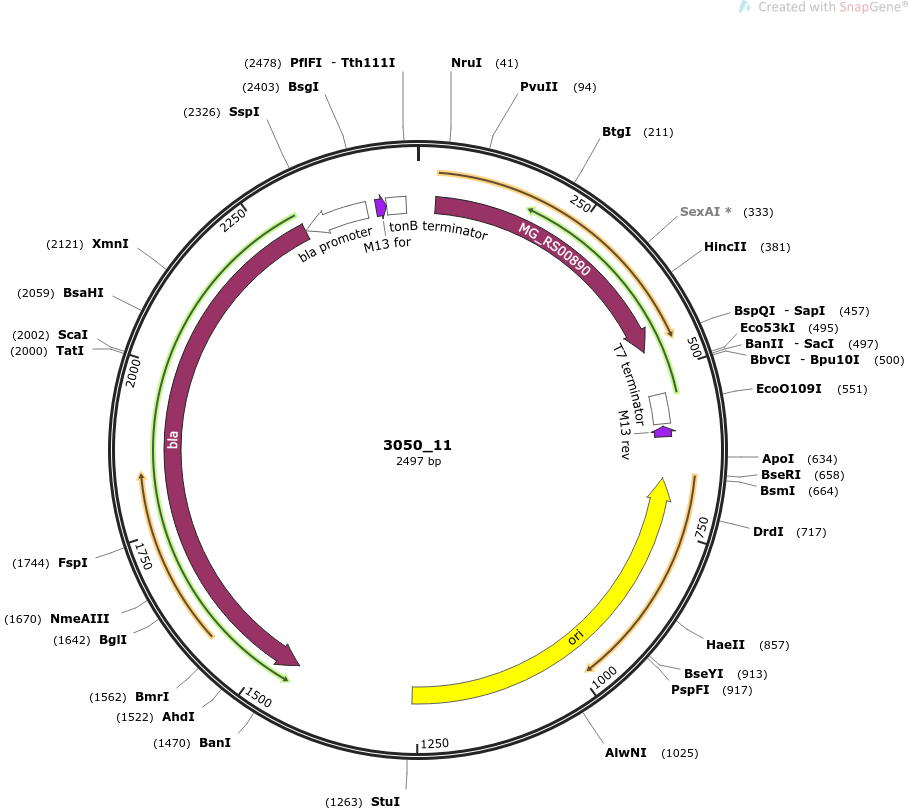 Created with SnapGene®
(2478) PflFI - Tth111I
NruI (41)
(2403) BsgI
PvuII (94)
(2326) SspI
BtgI (211)
250
SexAI * (333)
2250
bla promoter
M13 for
tonB terminator
MG_RS00890
HincII (381)
(2121) XmnI
(2059) BsaHI
BspQI - SapI (457)
Eco53kI (495)
(2002) ScaI
BanII - SacI (497)
(2000) TatI
BbvCI - Bpu10I (500)
500
2000
T7 terminator
EcoO109I (551)
M13 rev
bla
3050_11
2497 bp
ApoI (634)
BseRI (658)
BsmI (664)
750
DrdI (717)
1750
(1744) FspI
(1670) NmeAIII
(1642) BglI
ori
HaeII (857)
BseYI (913)
PspFI (917)
1000
(1562) BmrI
1500
(1522) AhdI
(1470) BanI
1250
AlwNI (1025)
(1263) StuI